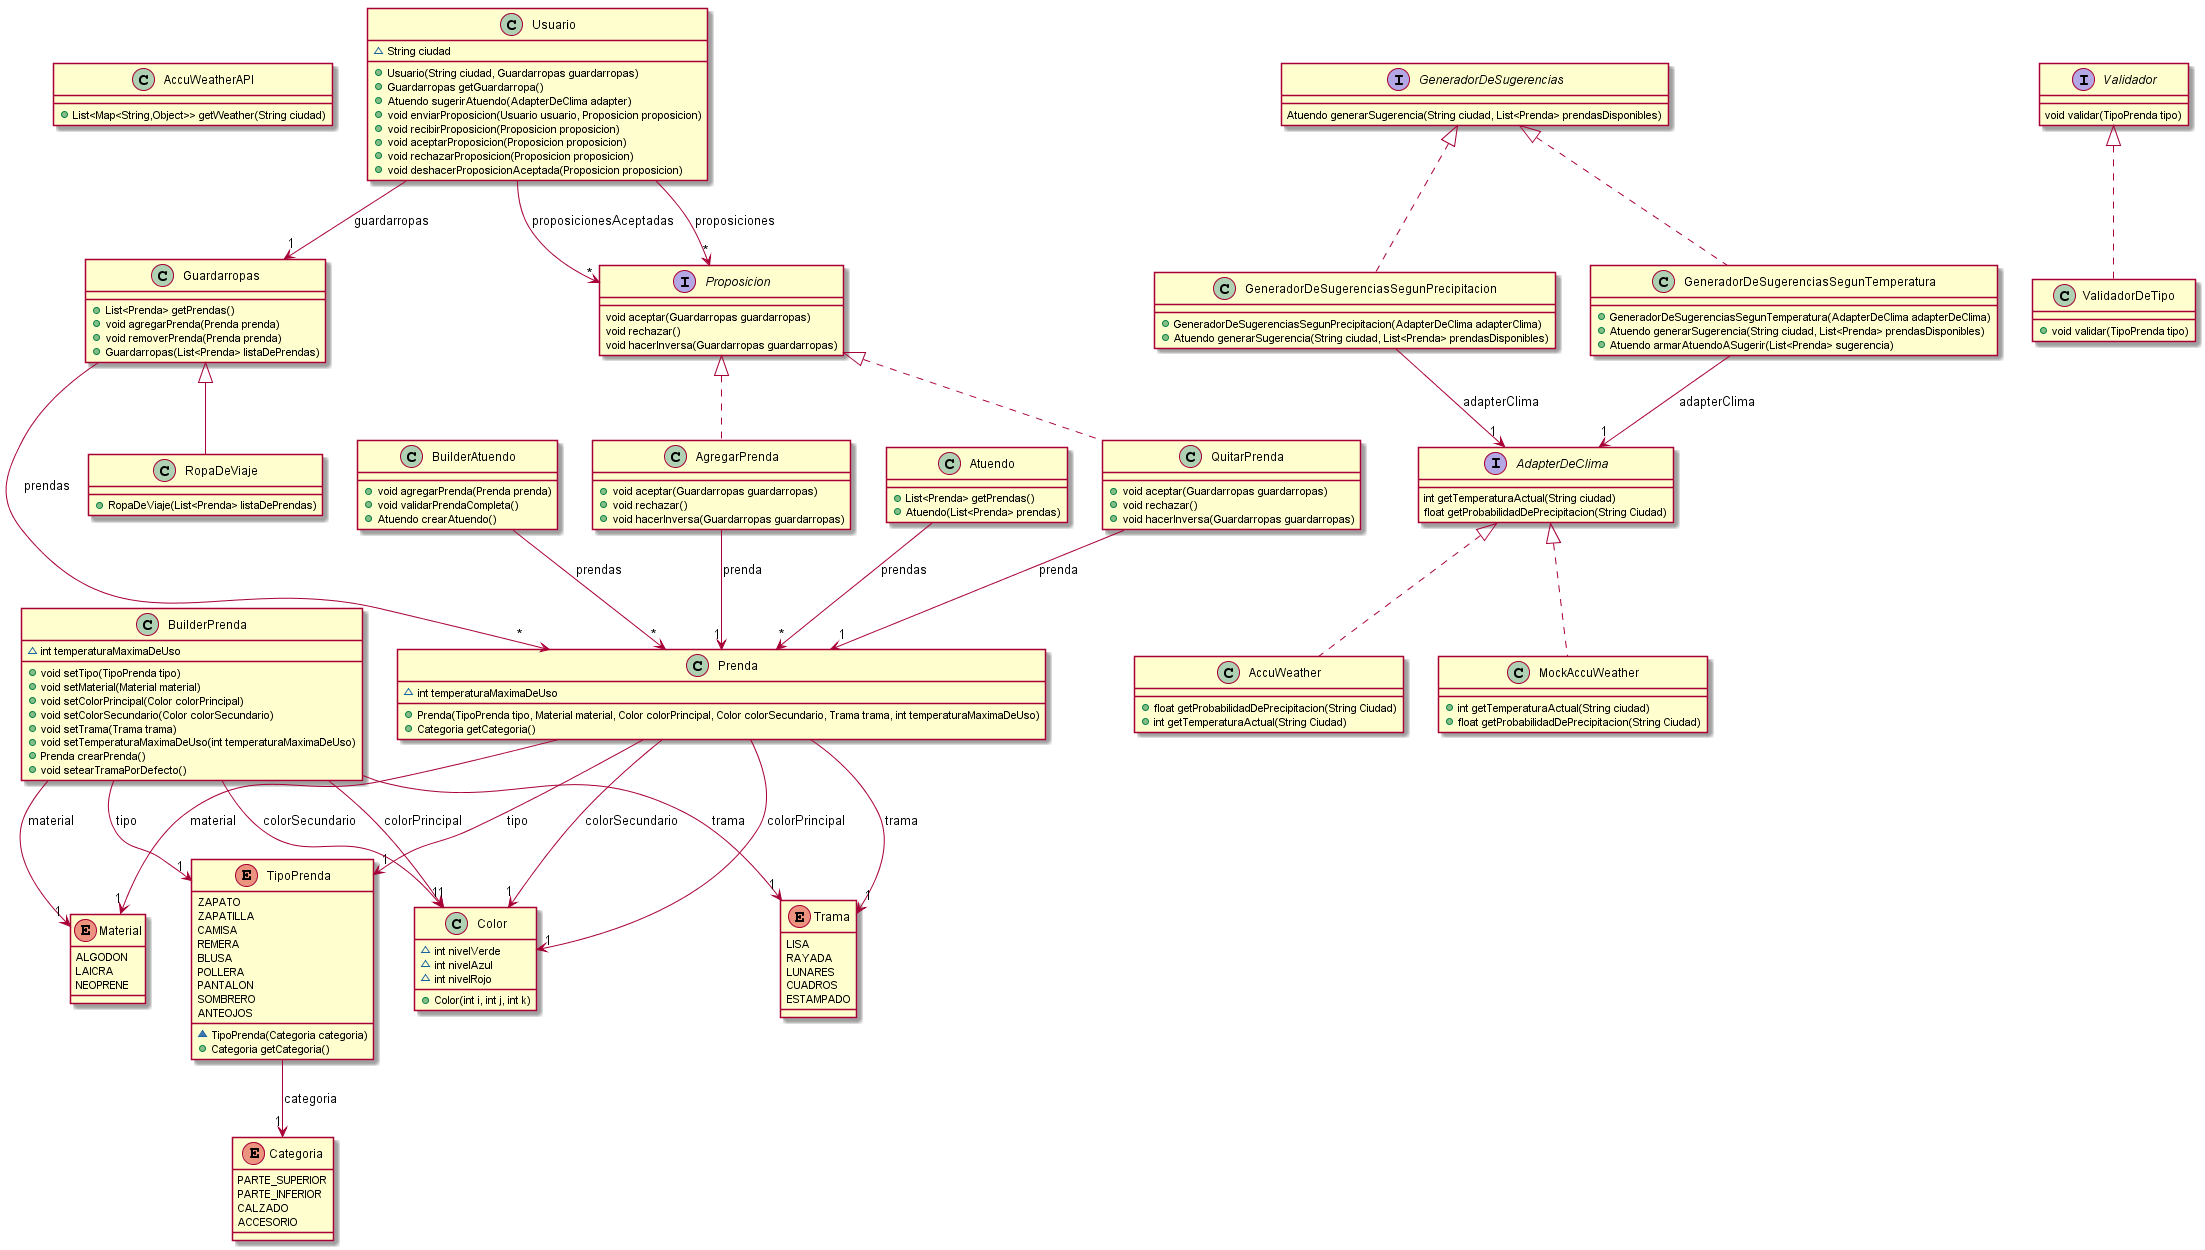 C Usuario
String ciudad
Usuario(String ciudad, Guardarropas guardarropas)
Guardarropas getGuardarropa()
Atuendo sugerirAtuendo(AdapterDeClima adapter)
void enviarProposicion(Usuario usuario, Proposicion proposicion)
void recibirProposicion(Proposicion proposicion)
void aceptarProposicion(Proposicion proposicion)
void rechazarProposicion(Proposicion proposicion)
void deshacerProposicionAceptada(Proposicion proposicion)
C AccuWeatherAPI
List<Map<String,Object>> getWeather(String ciudad)
I GeneradorDeSugerencias
Atuendo generarSugerencia(String ciudad, List<Prenda> prendasDisponibles)
I Validador
void validar(TipoPrenda tipo)
guardarropas
1
proposicionesAceptadas
*
proposiciones
*
C Guardarropas
List<Prenda> getPrendas()
void agregarPrenda(Prenda prenda)
void removerPrenda(Prenda prenda)
Guardarropas(List<Prenda> listaDePrendas)
I Proposicion
void aceptar(Guardarropas guardarropas)
void rechazar()
void hacerInversa(Guardarropas guardarropas)
C GeneradorDeSugerenciasSegunPrecipitacion
GeneradorDeSugerenciasSegunPrecipitacion(AdapterDeClima adapterClima)
Atuendo generarSugerencia(String ciudad, List<Prenda> prendasDisponibles)
C GeneradorDeSugerenciasSegunTemperatura
GeneradorDeSugerenciasSegunTemperatura(AdapterDeClima adapterDeClima)
Atuendo generarSugerencia(String ciudad, List<Prenda> prendasDisponibles)
Atuendo armarAtuendoASugerir(List<Prenda> sugerencia)
C ValidadorDeTipo
void validar(TipoPrenda tipo)
adapterClima
1
adapterClima
1
prendas
*
C RopaDeViaje
RopaDeViaje(List<Prenda> listaDePrendas)
C BuilderAtuendo
void agregarPrenda(Prenda prenda)
void validarPrendaCompleta()
Atuendo crearAtuendo()
C AgregarPrenda
void aceptar(Guardarropas guardarropas)
void rechazar()
void hacerInversa(Guardarropas guardarropas)
C Atuendo
List<Prenda> getPrendas()
Atuendo(List<Prenda> prendas)
C QuitarPrenda
void aceptar(Guardarropas guardarropas)
void rechazar()
void hacerInversa(Guardarropas guardarropas)
I AdapterDeClima
int getTemperaturaActual(String ciudad)
float getProbabilidadDePrecipitacion(String Ciudad)
prendas
*
prenda
1
prendas
*
prenda
1
C BuilderPrenda
int temperaturaMaximaDeUso
void setTipo(TipoPrenda tipo)
void setMaterial(Material material)
void setColorPrincipal(Color colorPrincipal)
void setColorSecundario(Color colorSecundario)
void setTrama(Trama trama)
void setTemperaturaMaximaDeUso(int temperaturaMaximaDeUso)
Prenda crearPrenda()
void setearTramaPorDefecto()
C Prenda
int temperaturaMaximaDeUso
Prenda(TipoPrenda tipo, Material material, Color colorPrincipal, Color colorSecundario, Trama trama, int temperaturaMaximaDeUso)
Categoria getCategoria()
C AccuWeather
float getProbabilidadDePrecipitacion(String Ciudad)
int getTemperaturaActual(String Ciudad)
C MockAccuWeather
int getTemperaturaActual(String ciudad)
float getProbabilidadDePrecipitacion(String Ciudad)
material
1
tipo
1
material
1
colorSecundario
1
colorPrincipal
1
tipo
1
colorSecundario
1
trama
1
colorPrincipal
1
trama
1
E Material
ALGODON
LAICRA
NEOPRENE
E TipoPrenda
ZAPATO
ZAPATILLA
CAMISA
REMERA
BLUSA
POLLERA
PANTALON
SOMBRERO
ANTEOJOS
TipoPrenda(Categoria categoria)
Categoria getCategoria()
C Color
int nivelVerde
int nivelAzul
int nivelRojo
Color(int i, int j, int k)
E Trama
LISA
RAYADA
LUNARES
CUADROS
ESTAMPADO
categoria
1
E Categoria
PARTE_SUPERIOR
PARTE_INFERIOR
CALZADO
ACCESORIO